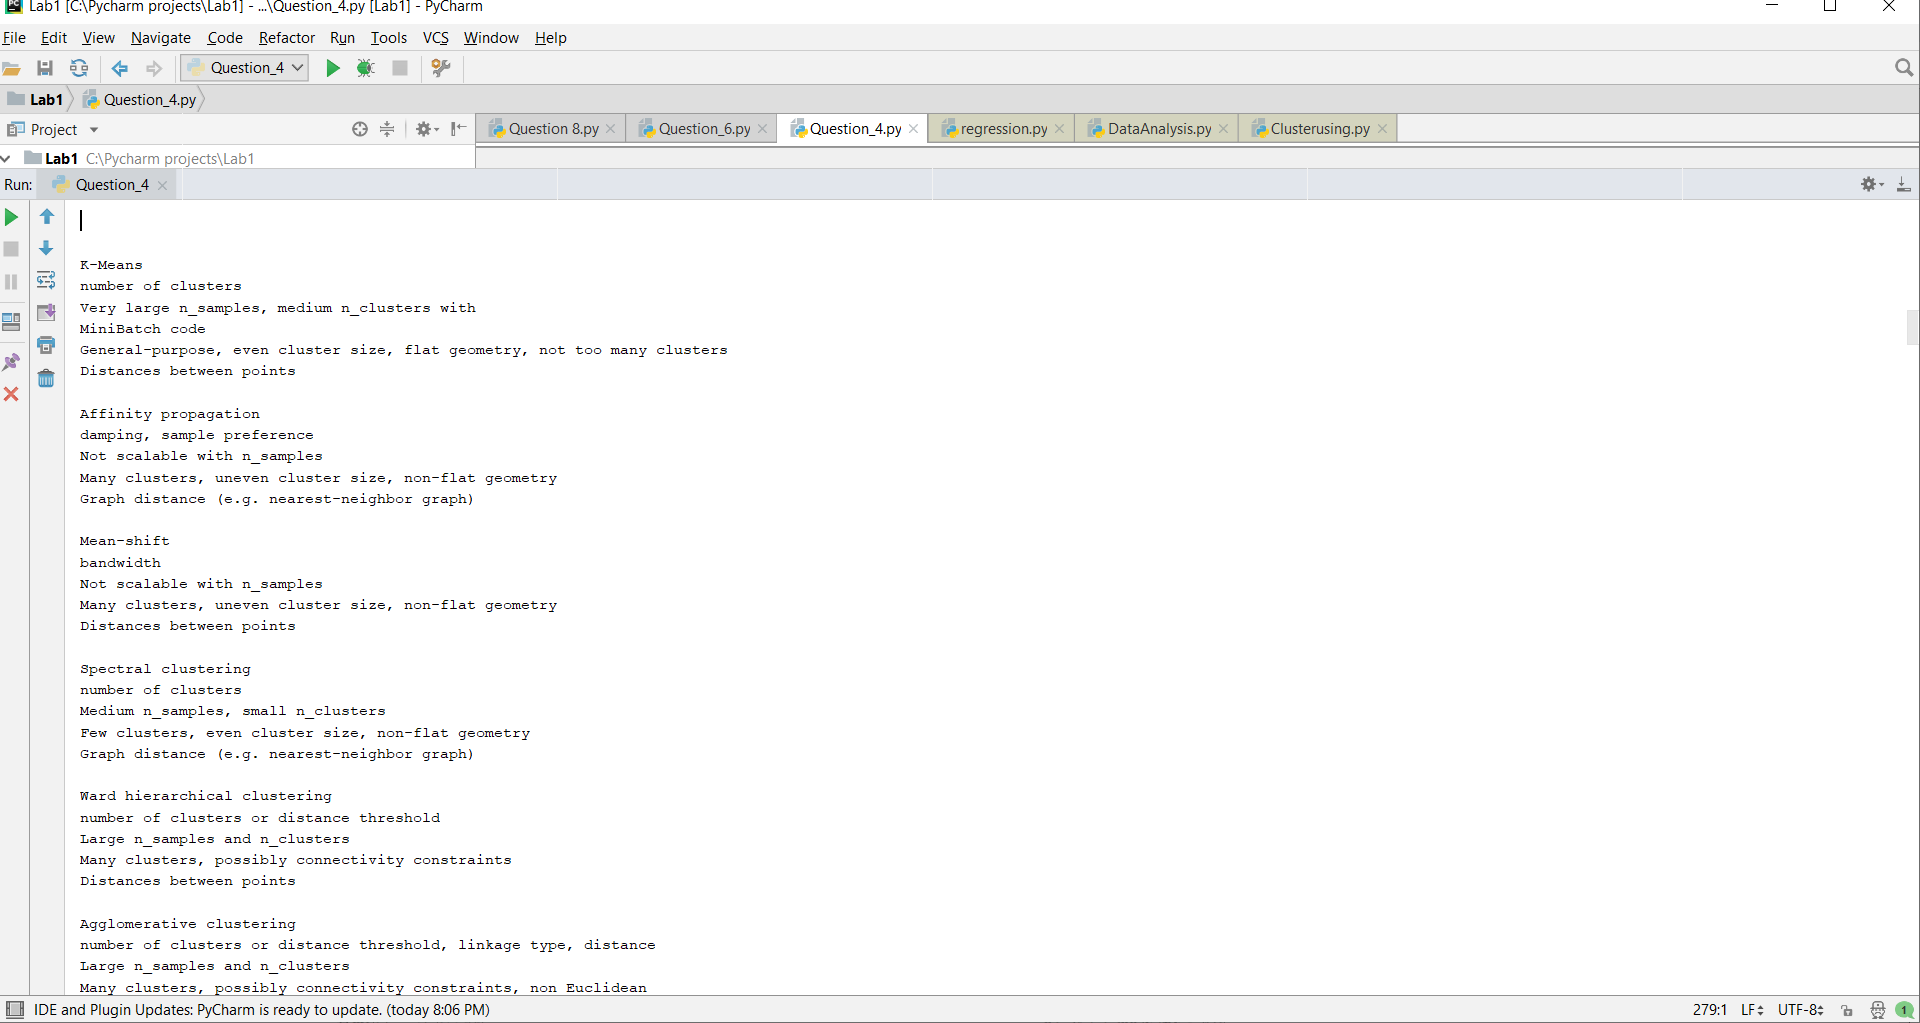 Lab1 [C:\Pycharm projects\Lab1] - ...\Question_4.py [Lab1] - PyCharm
File Edit View Navigate Code Refactor Run Tools VCS Window Help
Question_4
Lab1 Question_4.py
Project Question 8.py Question_6.py Question_4.py regression.py DataAnalysis.py Clusterusing.py
Lab1 C:\Pycharm projects\Lab1
Run: Question_4
K-Means
number of clusters
Very large n_samples, medium n_clusters with
MiniBatch code
General-purpose, even cluster size, flat geometry, not too many clusters
Distances between points
Affinity propagation
damping, sample preference
Not scalable with n_samples
Many clusters, uneven cluster size, non-flat geometry
Graph distance (e.g. nearest-neighbor graph)
Mean-shift
bandwidth
Not scalable with n_samples
Many clusters, uneven cluster size, non-flat geometry
Distances between points
Spectral clustering
number of clusters
Medium n_samples, small n_clusters
Few clusters, even cluster size, non-flat geometry
Graph distance (e.g. nearest-neighbor graph)
Ward hierarchical clustering
number of clusters or distance threshold
Large n_samples and n_clusters
Many clusters, possibly connectivity constraints
Distances between points
Agglomerative clustering
number of clusters or distance threshold, linkage type, distance
Large n_samples and n_clusters
Many clusters, possibly connectivity constraints, non Euclidean
IDE and Plugin Updates: PyCharm is ready to update. (today 8:06 PM) 279:1 LF UTF-8 1